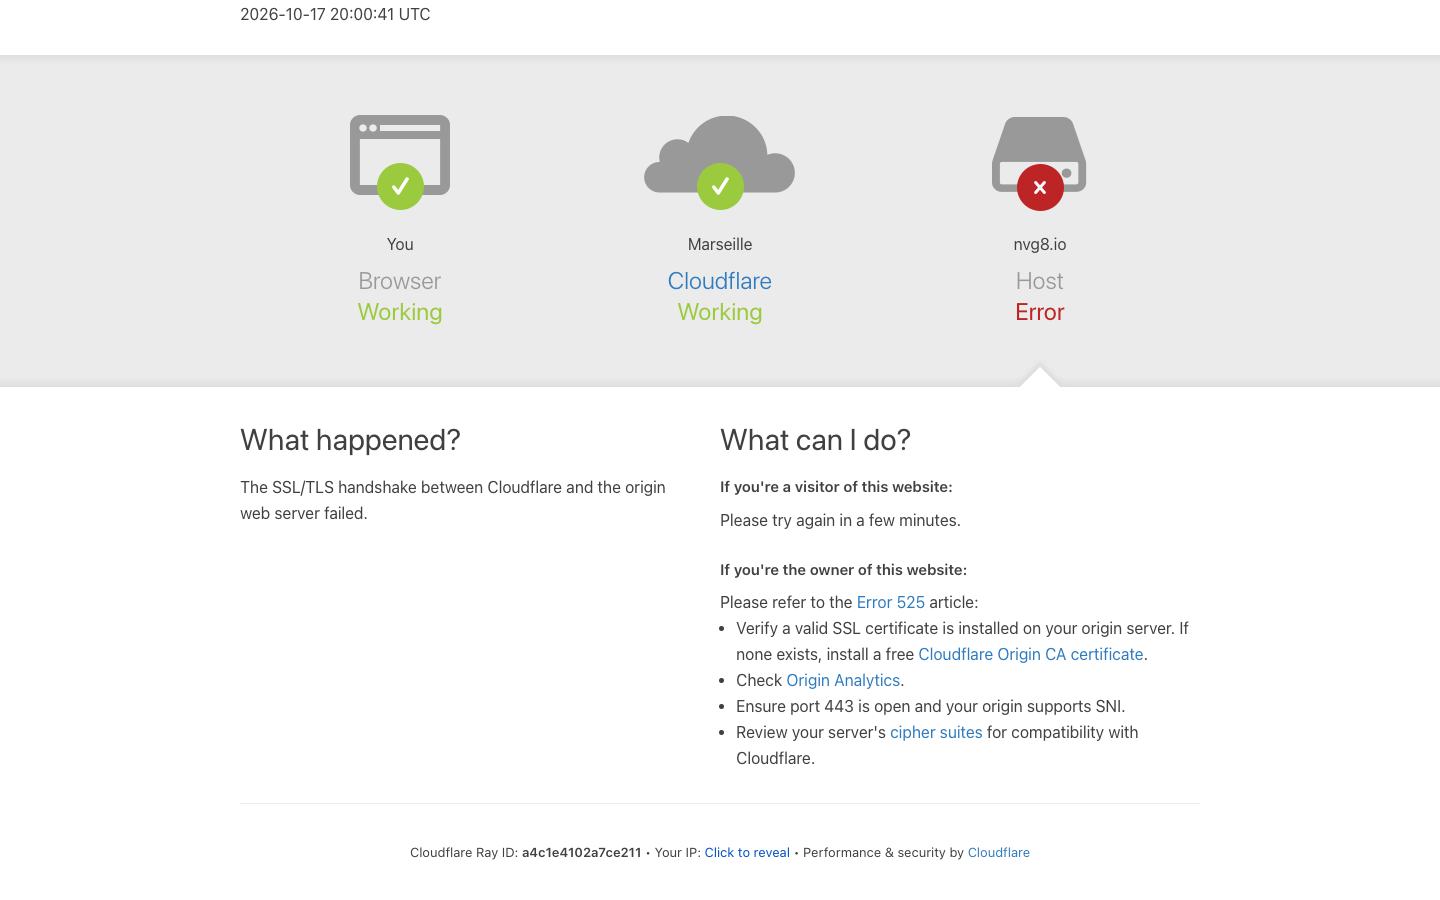 2026-10-17 20:00:41 UTC
You
Browser
Working
Marseille
Cloudflare
Working
nvg8.io
Host
Error
What happened?
The SSL/TLS handshake between Cloudflare and the origin
web server failed.
What can I do?
If you're a visitor of this website:
Please try again in a few minutes.
If you're the owner of this website:
Please refer to the Error 525 article:
• Verify a valid SSL certificate is installed on your origin server. If
none exists, install a free Cloudflare Origin CA certificate.
• Check Origin Analytics.
• Ensure port 443 is open and your origin supports SNI.
• Review your server's cipher suites for compatibility with
Cloudflare.
Cloudflare Ray ID: a4c1e4102a7ce211 • Your IP: Click to reveal • Performance & security by Cloudflare